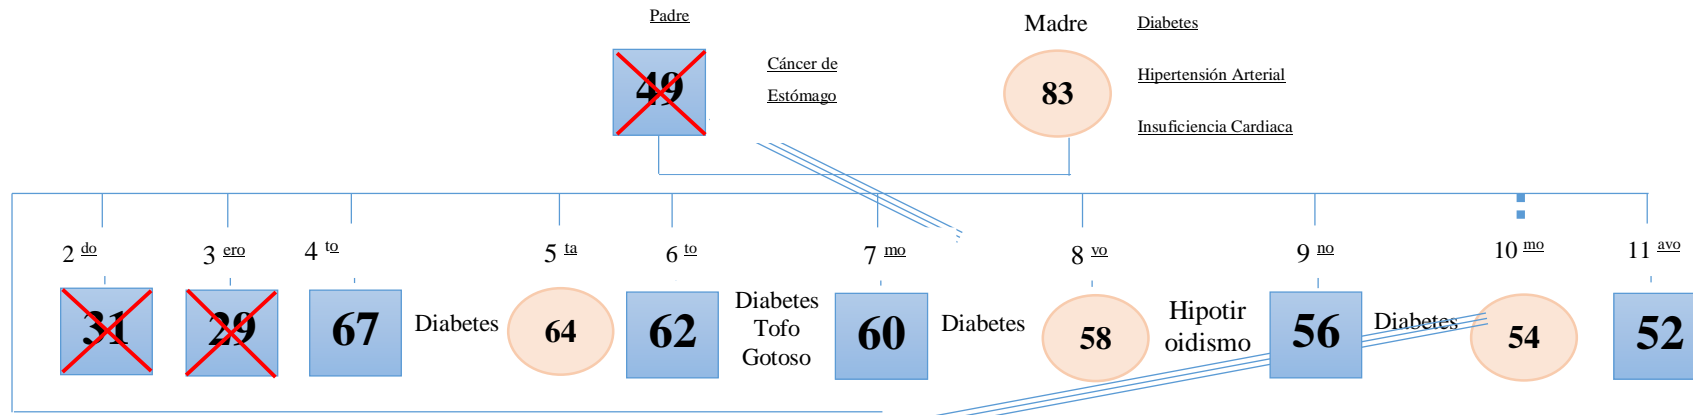 Padre
Madre
Diabetes
Cáncer de
Estómago
49
83
Hipertensión Arterial
Insuficiencia Cardiaca
2 do
3 ero
4 to
5 ta
6 to
7 mo
8 vo
9 no
10 mo
11 avo
31
29
67
Diabetes
64
62
Diabetes
Tofo
Gotoso
60
Diabetes
58
Hipotir
oidismo
56
Diabetes
54
52